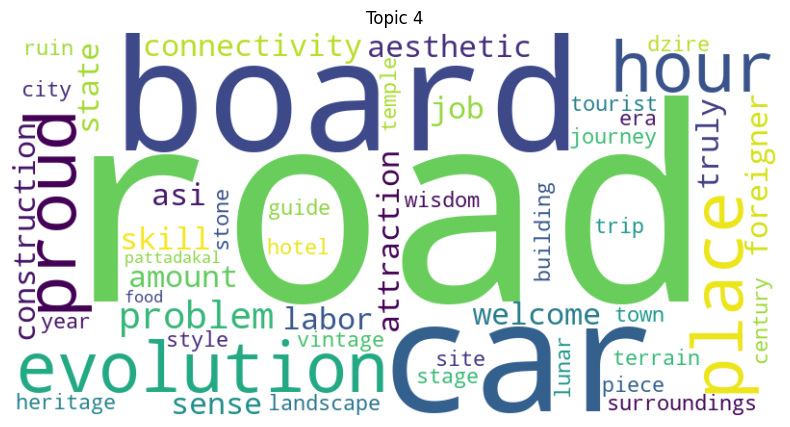 Topic 4
ruin
connectivity
aesthetic
dzire
city
state
board
temple
job
hour
tourist
era
journey
truly
foreigner
construction
proud
road
asi
stone
guide
skill
hotel
pattadakal
amount
food
attraction
wisdom
building
trip
place
century
year
problem
labor
style
vintage
welcome
town
evolution
car
site
stage
lunar
terrain
piece
heritage
sense
landscape
surroundings